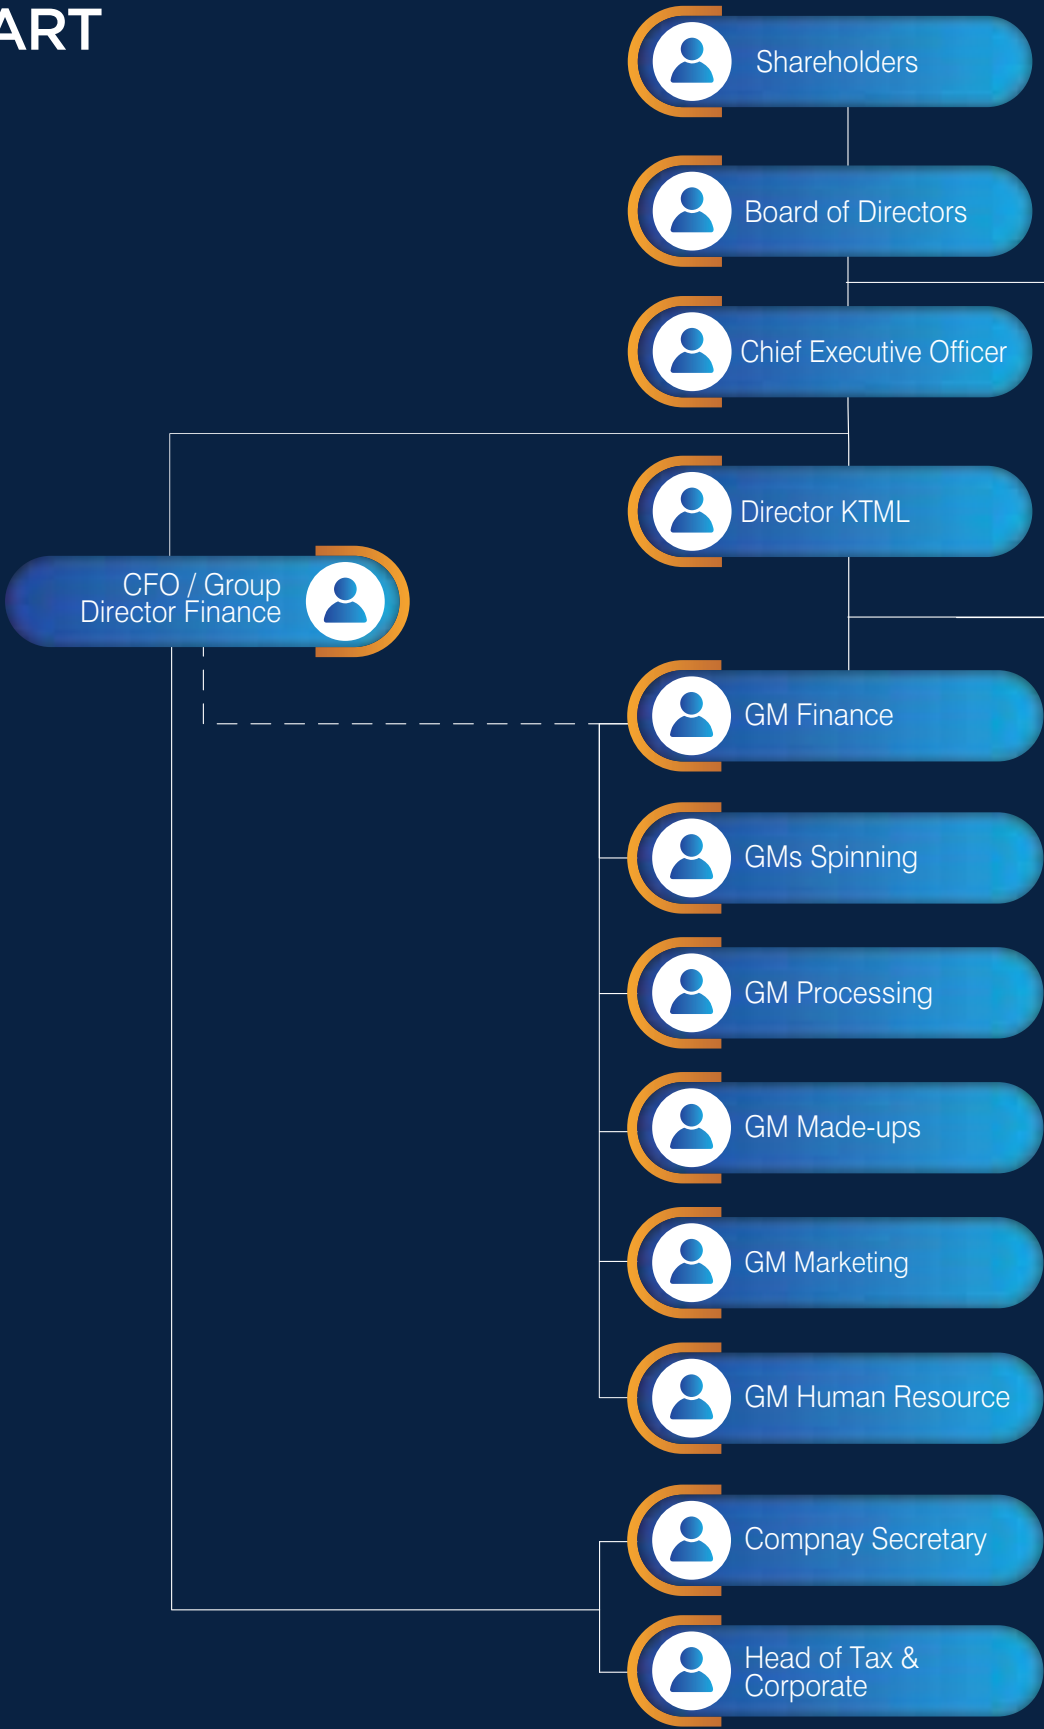 ART
Shareholders
Board of Directors
Chief Executive Officer
Director KTML
CFO / Group
Director Finance
GM Finance
GMs Spinning
GM Processing
GM Made-ups
GM Marketing
GM Human Resource
Compnay Secretary
Head of Tax &
Corporate